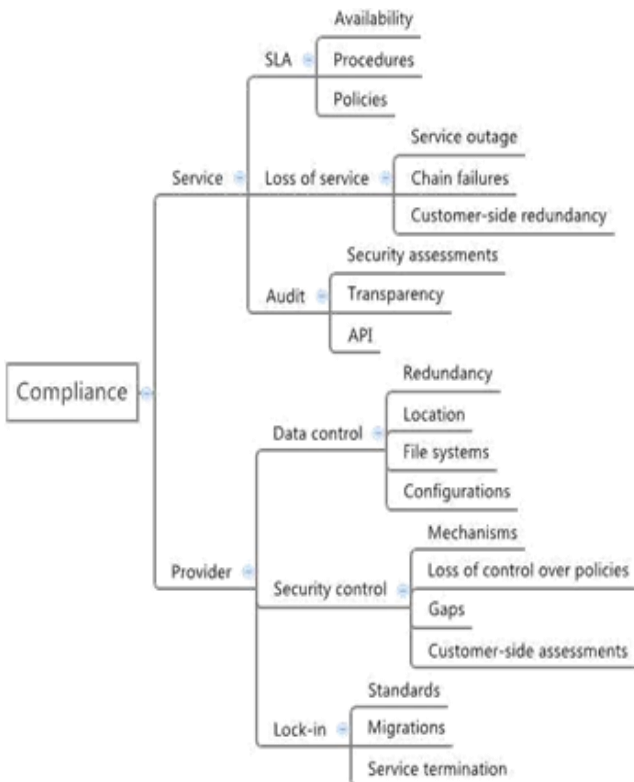 Availability
SLA
Procedures
Policies
Service outage
Service
Loss of service
Chain failures
Customer-side redundancy
Security assessments
Audit
Transparency
API
Compliance
Redundancy
Location
Data control
File systems
Configurations
Mechanisms
Provider
Loss of control over policies
Security control
Gaps
Customer-side assessments
Standards
Lock-in
Migrations
Service termination